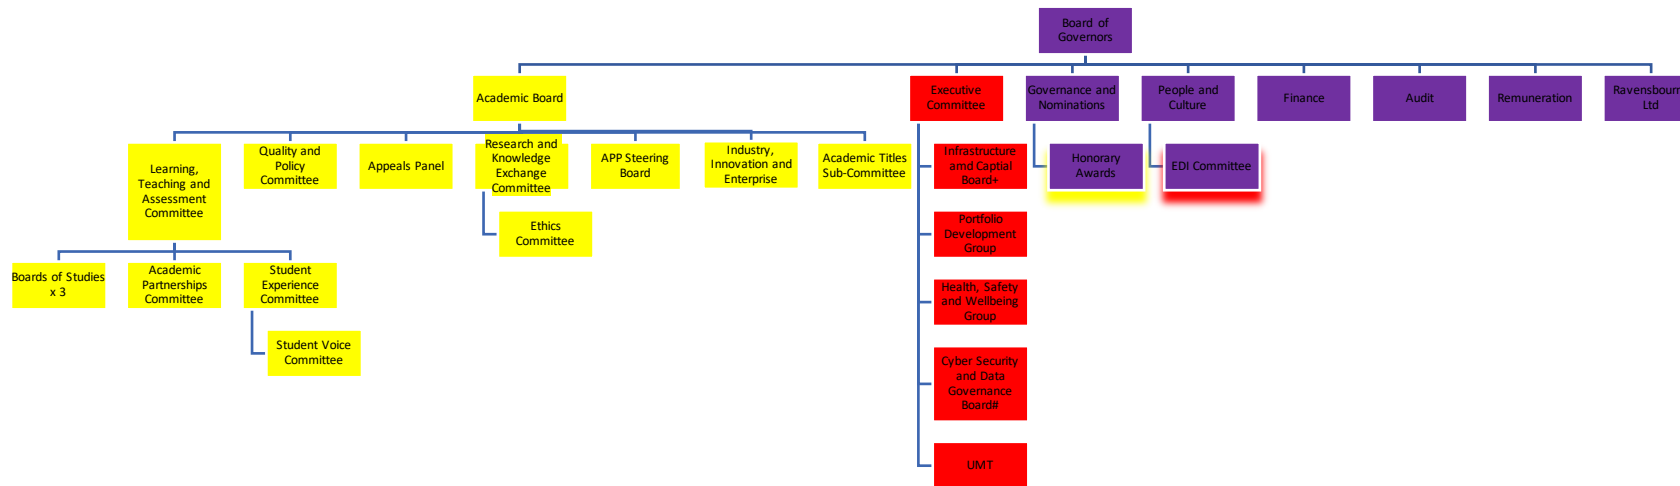 Board of
Governors
Academic Board
Executive
Committee
Governance and
Nominations
People and
Culture
Finance
Audit
Remuneration
Ravensbourn
Ltd
Learning,
Teaching and
Assessment
Committee
Quality and
Policy
Committee
Appeals Panel
Research and
Knowledge
Exchange
Committee
APP Steering
Board
Industry,
Innovation and
Enterprise
Academic Titles
Sub-Committee
Infrastructure
amd Captial
Board+
Honorary
Awards
EDI Committee
Ethics
Committee
Portfolio
Development
Group
Boards of Studies
x 3
Academic
Partnerships
Committee
Student
Experience
Committee
Health, Safety
and Wellbeing
Group
Student Voice
Committee
Cyber Security
and Data
Governance
Board#
UMT